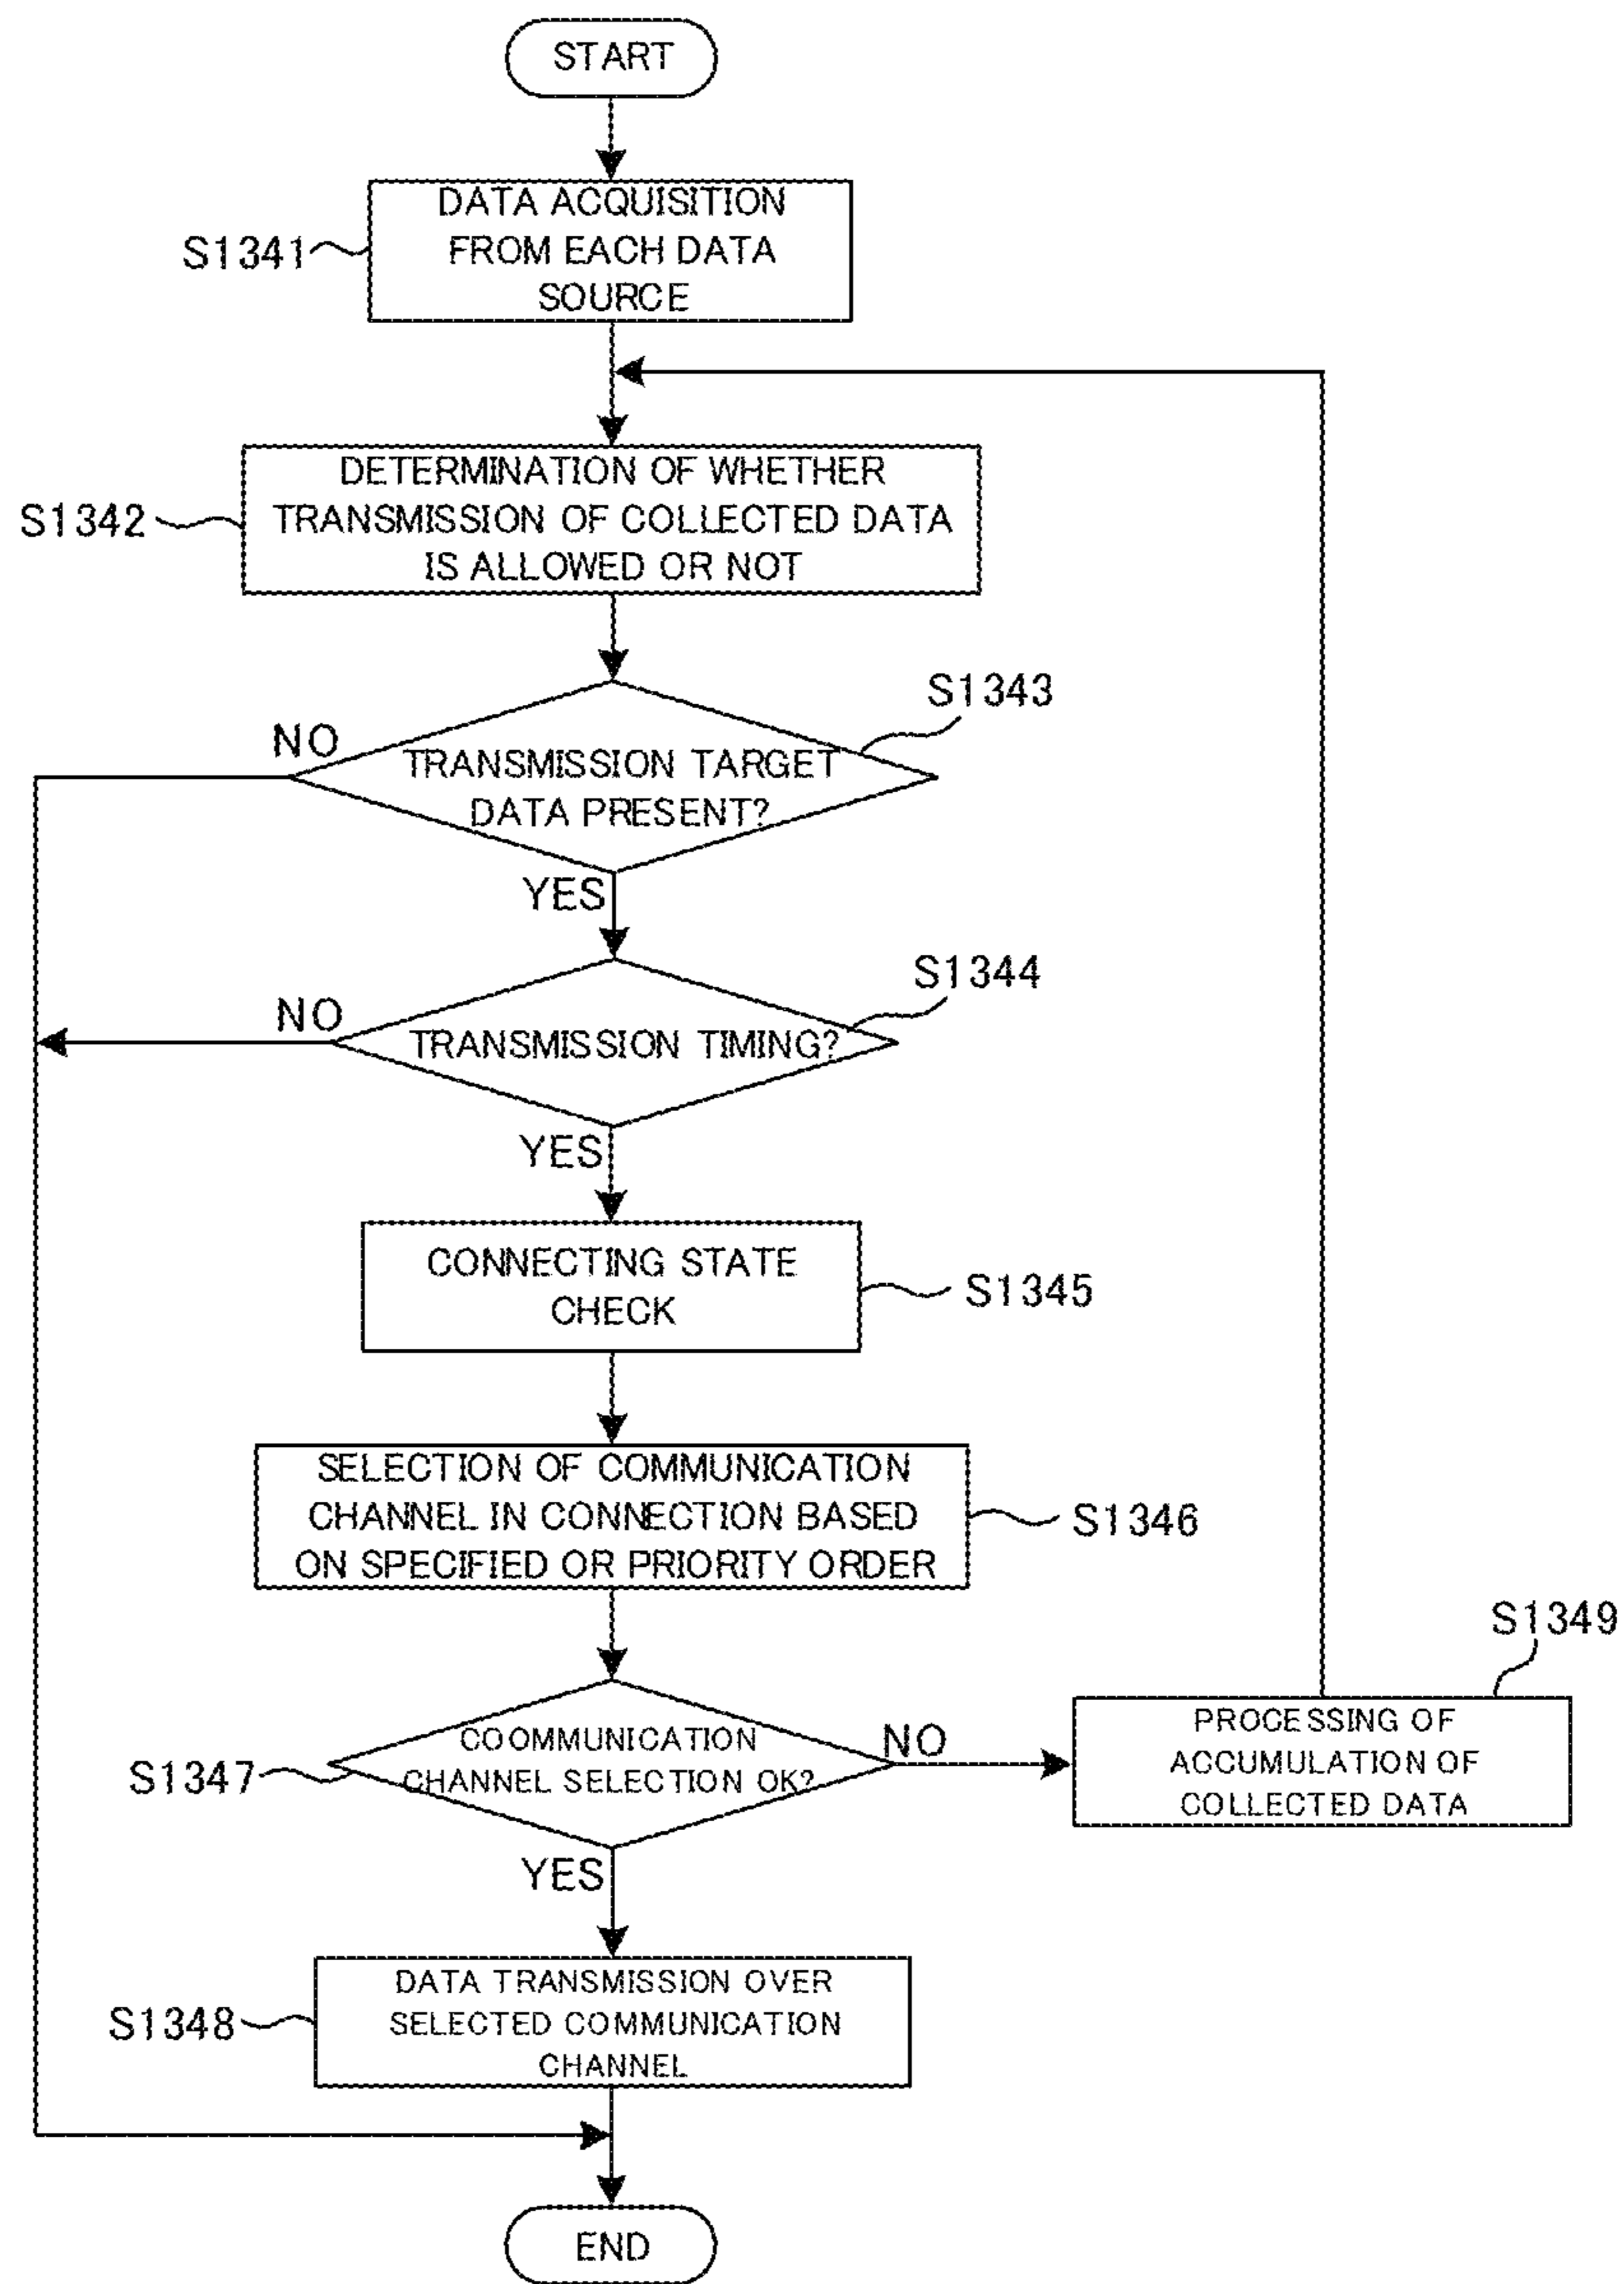 START
DATA ACQUISITION
FROM EACH DATA
SOURCE
S1341
DETERMINATION OF WHETHER
TRANSMISSION OF COLLECTED DATA
IS ALLOWED OR NOT
S1342
S1343
NO
TRANSMISSION TARGET
DATA PRESENT?
YES
S1344
NO
TRANSMISSION TIMING?
YES
CONNECTING STATE
CHECK
S1345
SELECTION OF COMMUNICATION
CHANNEL IN CONNECTION BASED
ON SPECIFIED OR PRIORITY ORDER
S1346
S1349
COOMMUNICATION
CHANNEL SELECTION OK?
S1347
NO
PROCESSING OF
ACCUMULATION OF
COLLECTED DATA
YES
DATA TRANSMISSION OVER
SELECTED COMMUNICATION
CHANNEL
S1348
END